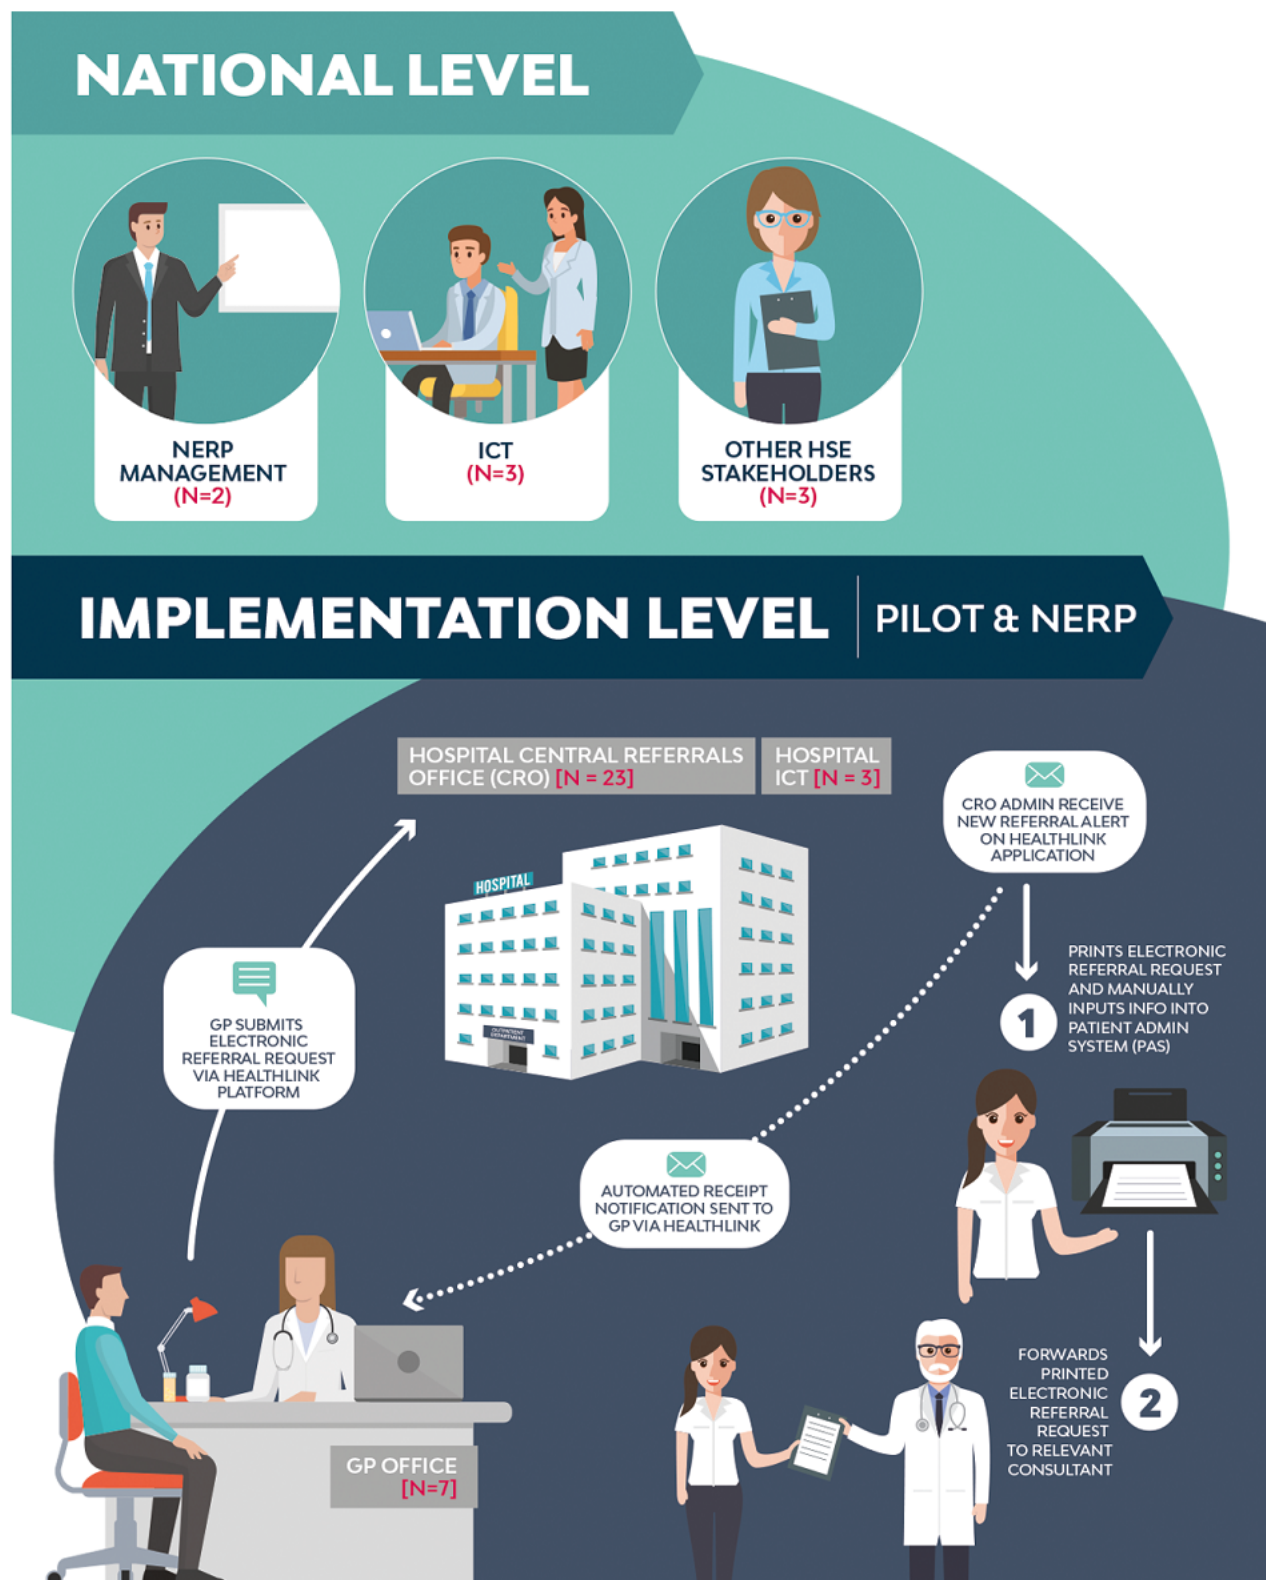 NATIONAL LEVEL
NERP
MANAGEMENT
(N=2)
ICT
(N=3)
OTHER HSE
STAKEHOLDERS
(N=3)
IMPLEMENTATION LEVEL
PILOT & NERP
HOSPITAL CENTRAL REFERRALS
OFFICE (CRO) [N = 23]
HOSPITAL
ICT [N = 3]
CRO ADMIN RECEIVE
NEW REFERRAL ALERT
ON HEALTHLINK
APPLICATION
HOSPITAL
OUTPATIENT
DEPARTMENT
GP SUBMITS
ELECTRONIC
REFERRAL REQUEST
VIA HEALTHLINK
PLATFORM
1
PRINTS ELECTRONIC
REFERRAL REQUEST
AND MANUALLY
INPUTS INFO INTO
PATIENT ADMIN
SYSTEM (PAS)
AUTOMATED RECEIPT
NOTIFICATION SENT TO
GP VIA HEALTHLINK
FORWARDS
PRINTED
ELECTRONIC
REFERRAL
REQUEST
TO RELEVANT
CONSULTANT
2
GP OFFICE
[N=7]